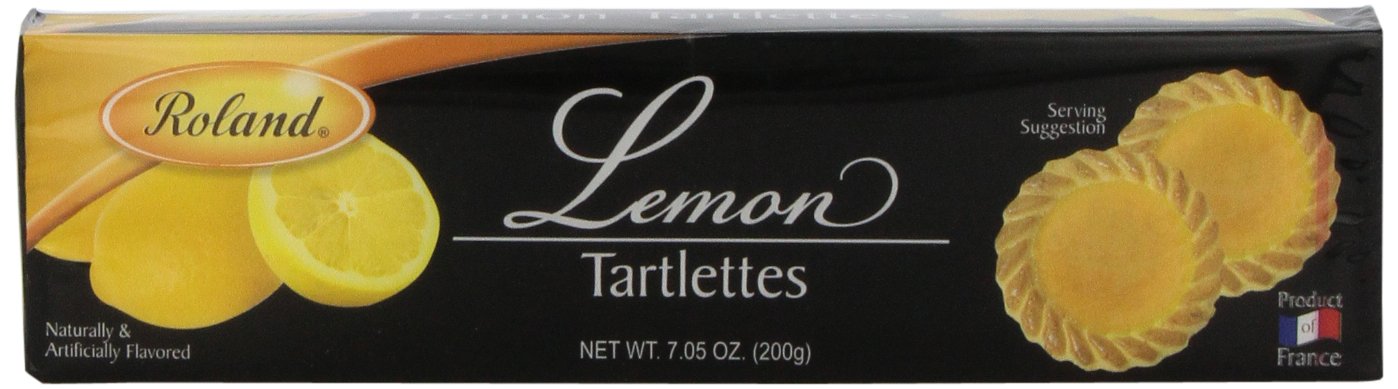 Lemon Tartlettes
Roland®
Lemon
Tartlettes
Serving
Suggestion
Naturally &
Artificially Flavored
NET WT. 7.05 OZ. (200g)
Product
of
France